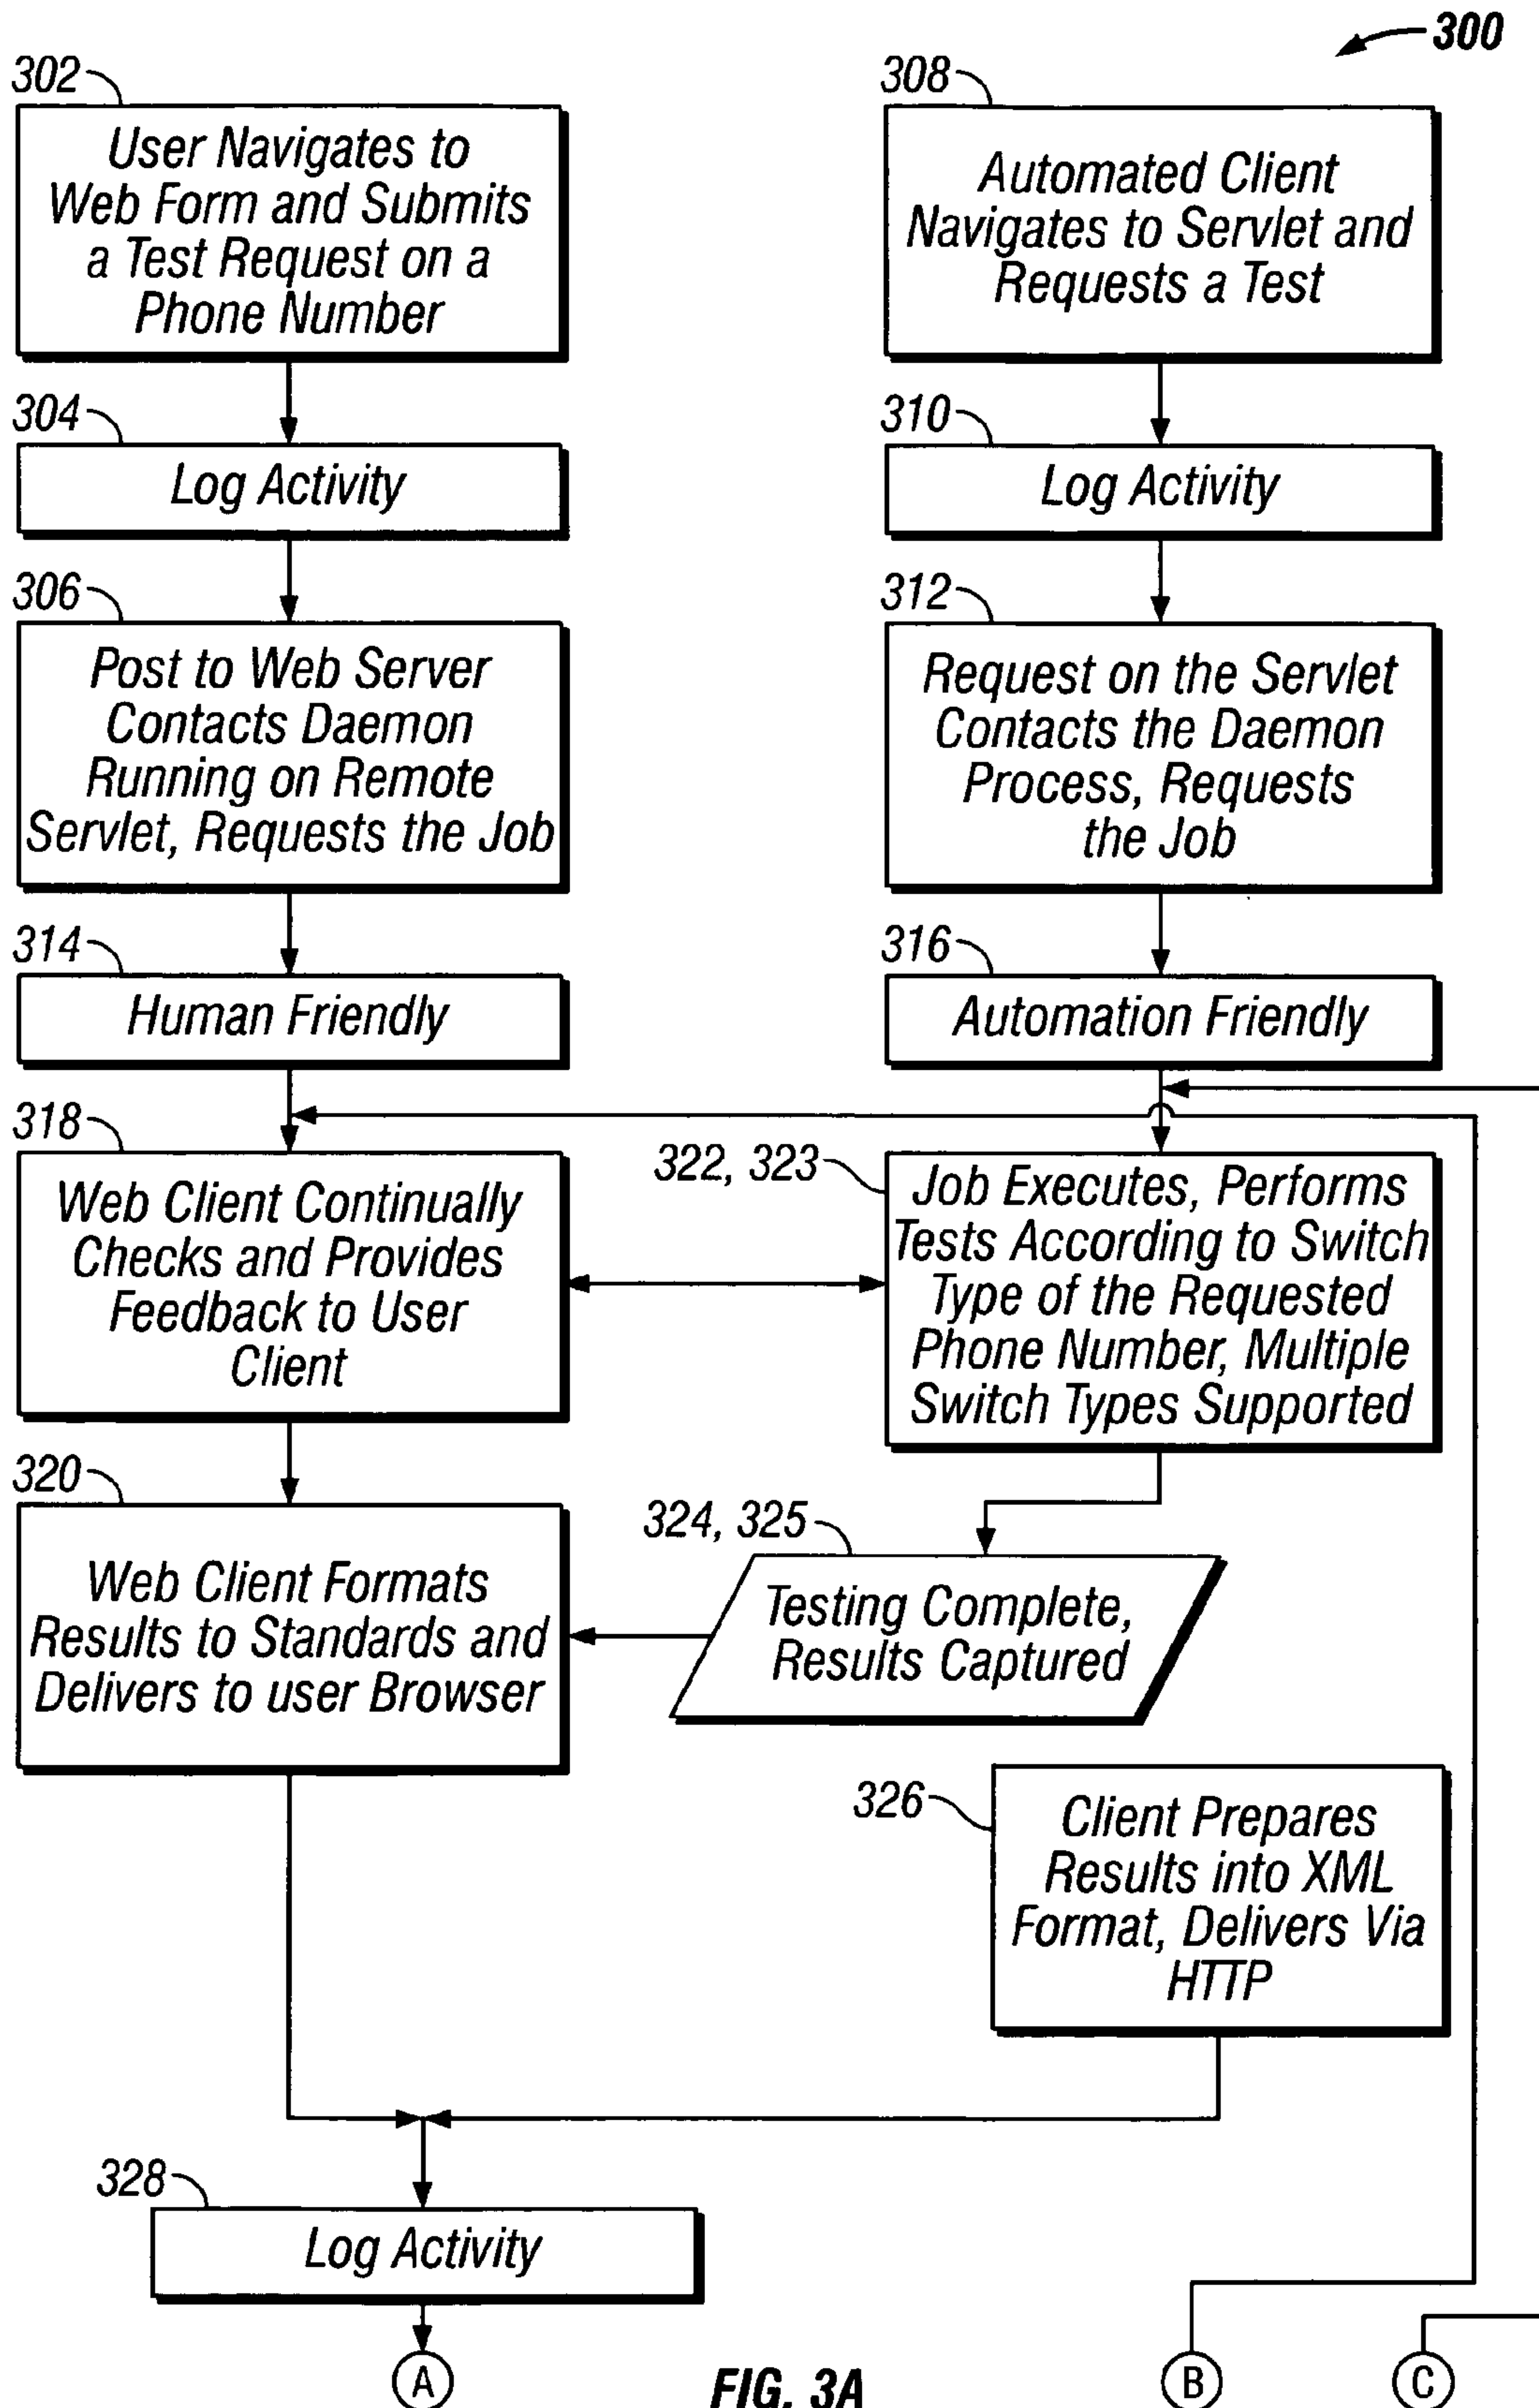 300
302
User Navigates to
Web Form and Submits
a Test Request on a
Phone Number
308
Automated Client
Navigates to Servlet and
Requests a Test
304
Log Activity
310
Log Activity
306
Post to Web Server
Contacts Daemon
Running on Remote
Servlet, Requests the Job
312
Request on the Servlet
Contacts the Daemon
Process, Requests
the Job
314
Human Friendly
316
Automation Friendly
318
Web Client Continually
Checks and Provides
Feedback to User
Client
322, 323
Job Executes, Performs
Tests According to Switch
Type of the Requested
Phone Number, Multiple
Switch Types Supported
320
Web Client Formats
Results to Standards and
Delivers to user Browser
324, 325
Testing Complete,
Results Captured
326
Client Prepares
Results into XML
Format, Delivers Via
HTTP
328
Log Activity
A
B
C
FIG. 3A